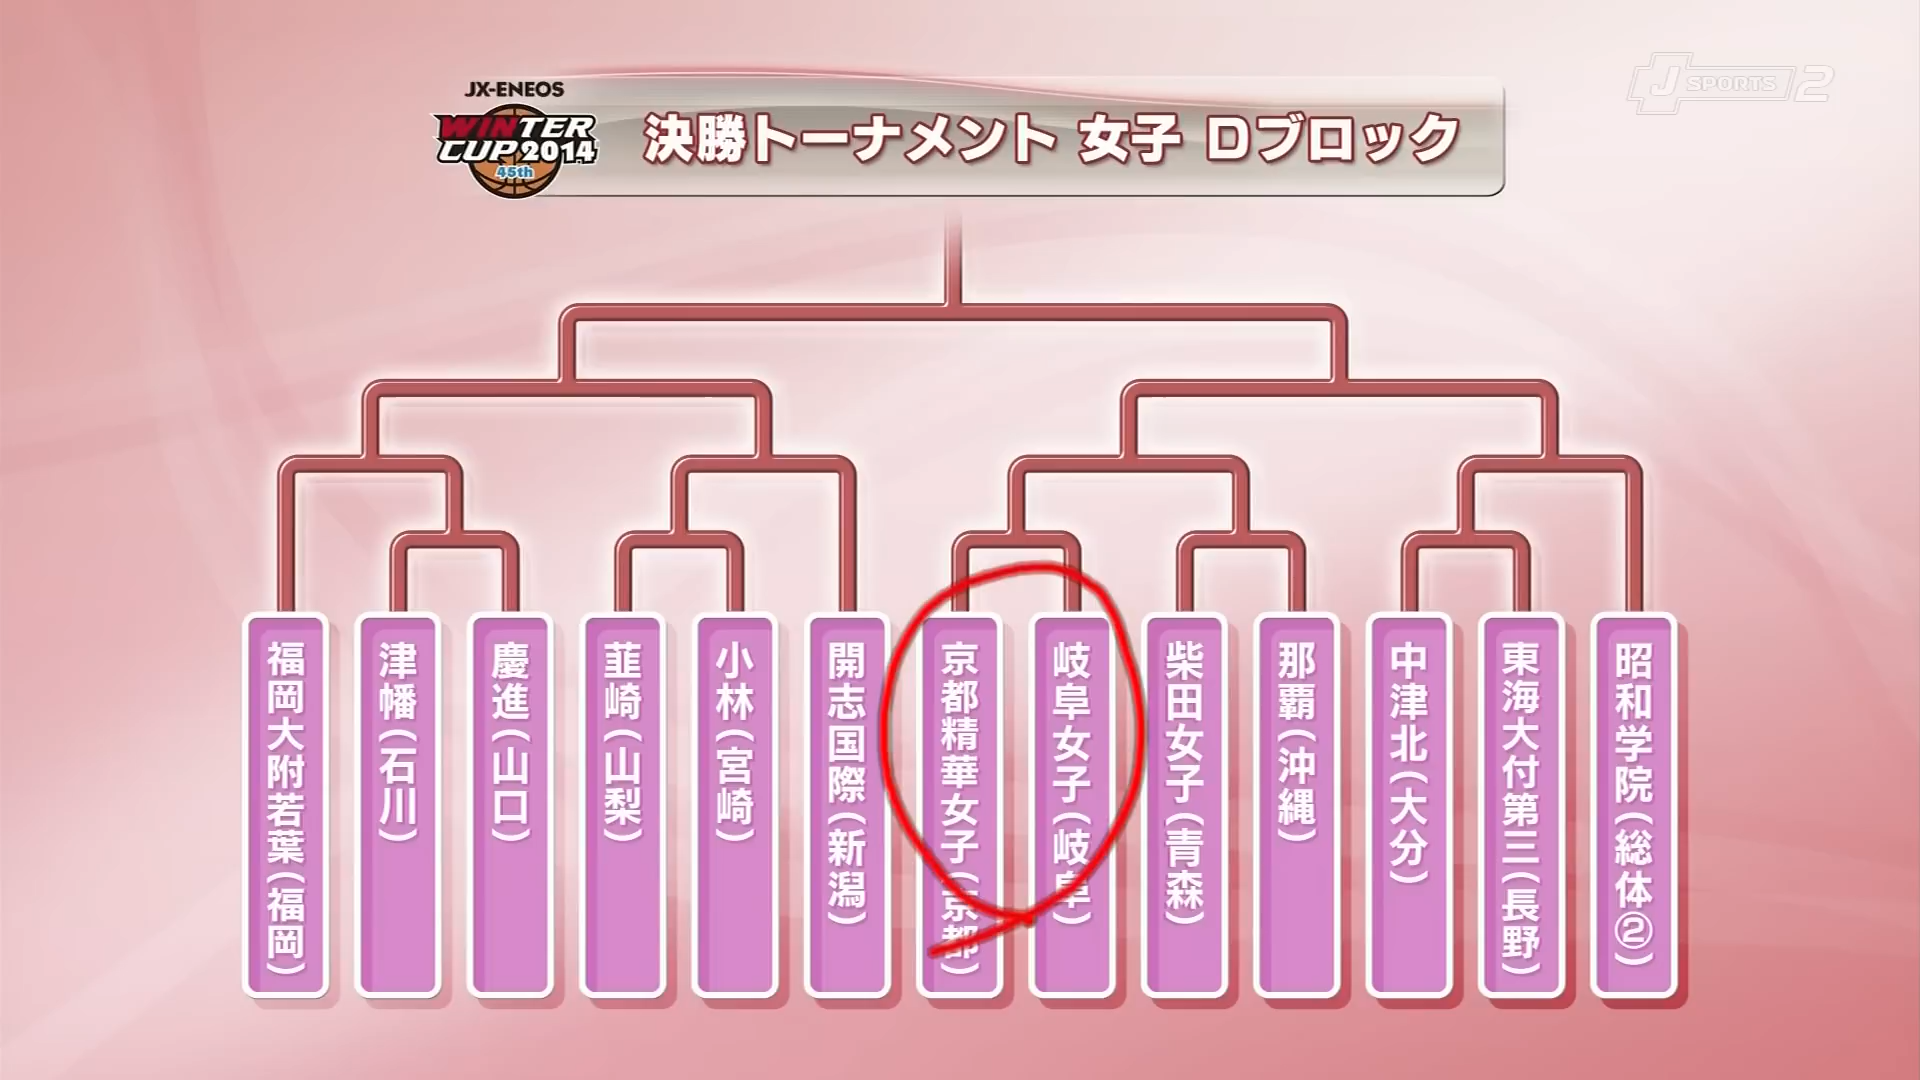 J SPORTS 2
JX-ENEOS
WINTER
CUP 2014
45th
決勝トーナメント 女子 Dブロック
福岡大附若葉(福岡)
津幡(石川)
慶進(山口)
韮崎(山梨)
小林(宮崎)
開志国際(新潟)
京都精華女子(京都)
岐阜女子(岐阜)
柴田女子(青森)
那覇(沖縄)
中津北(大分)
東海大付第三(長野)
昭和学院(総体②)